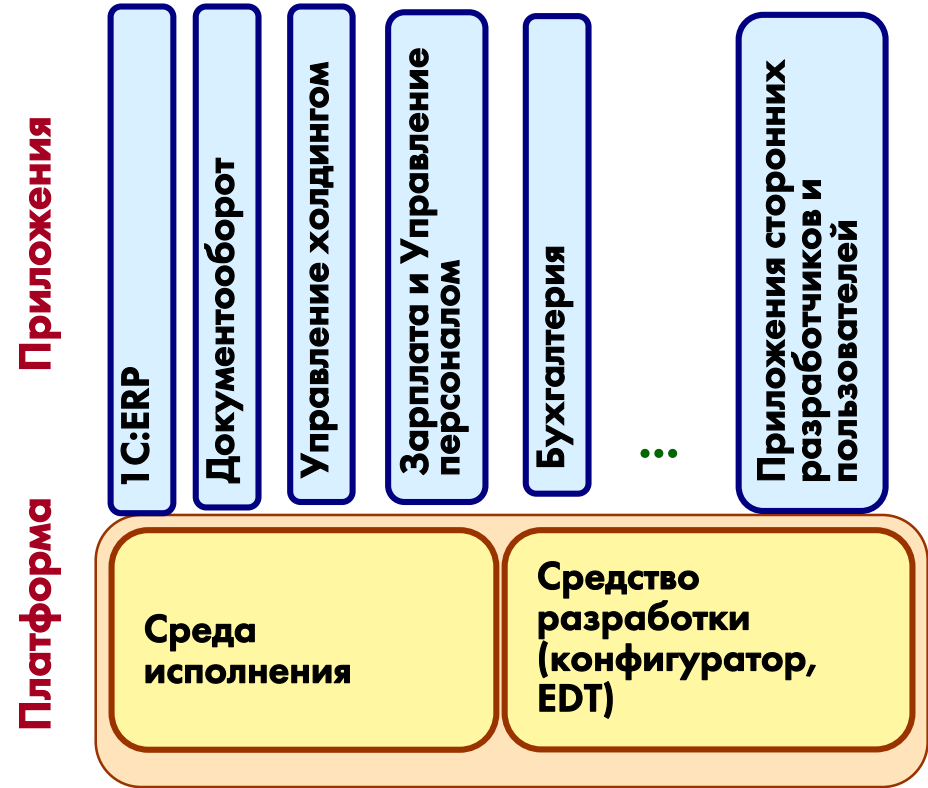 Приложения
1С:ERP
Документооборот
Управление холдингом
Зарплата и Управление
персоналом
Бухгалтерия
...
Приложения сторонних
разработчиков и
пользователей
Платформа
Среда
исполнения
Средство
разработки
(конфигуратор,
EDT)